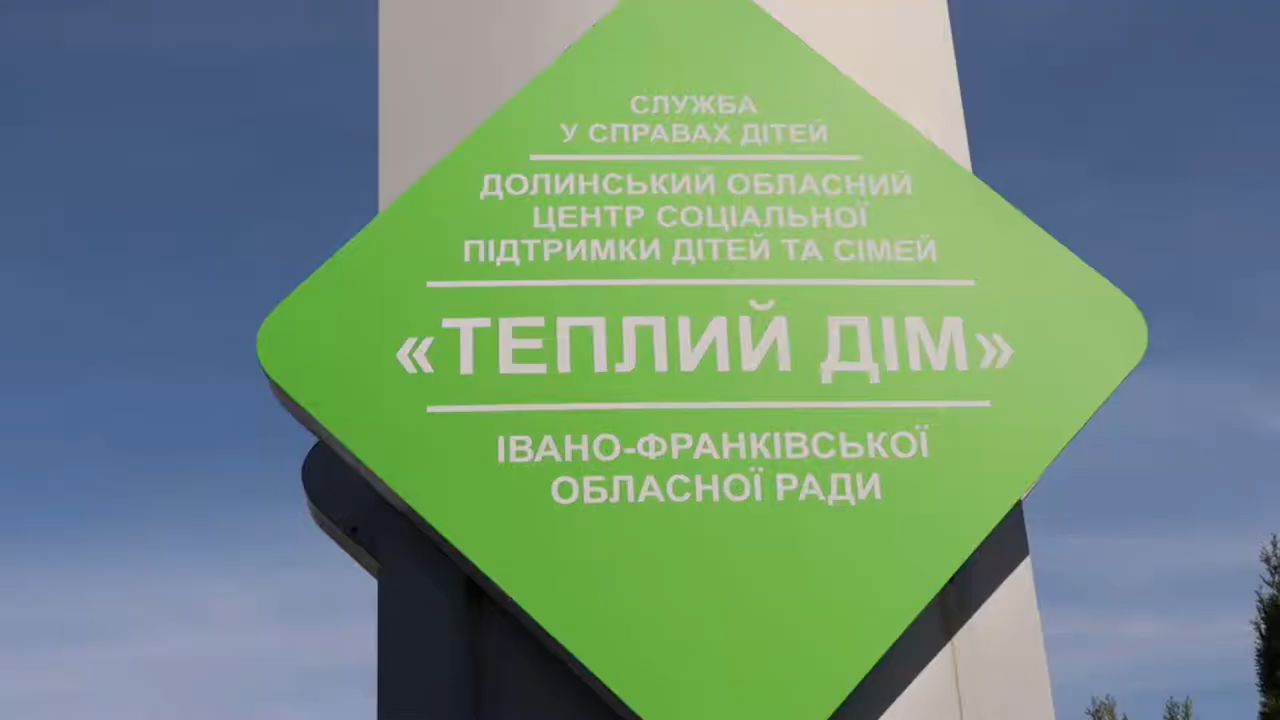 СЛУЖБА
У СПРАВАХ ДІТЕЙ
ДОЛИНСЬКИЙ ОБЛАСНИЙ
ЦЕНТР СОЦІАЛЬНОЇ
ПІДТРИМКИ ДІТЕЙ ТА СІМЕЙ
«ТЕПЛИЙ ДІМ»
ІВАНО-ФРАНКІВСЬКОЇ
ОБЛАСНОЇ РАДИ